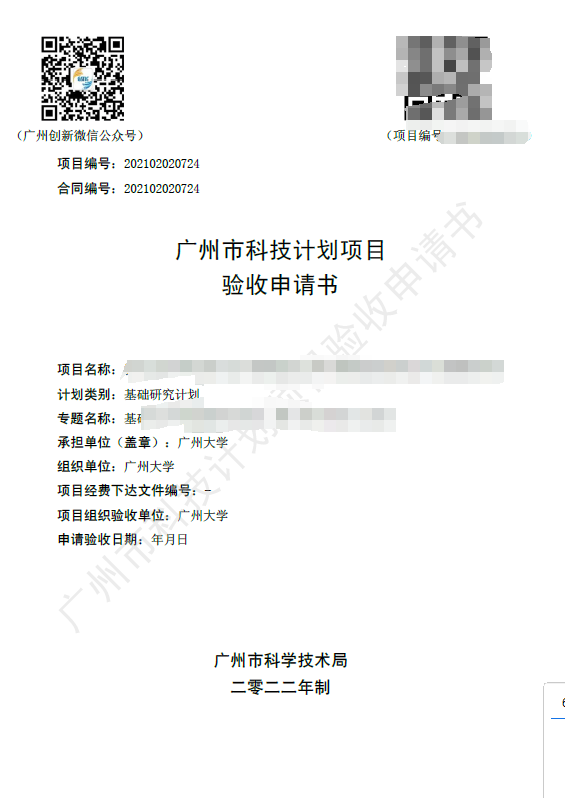 （广州创新微信公众号）
（项目编号
项目编号：202102020724
合同编号：202102020724
广州市科技计划项目
验收申请书
项目名称：
计划类别：基础研究计划
专题名称：基
承担单位（盖章）：广州大学
组织单位：广州大学
项目经费下达文件编号：-
项目组织验收单位：广州大学
申请验收日期：年月日
广州市科学技术局
二零二二年制